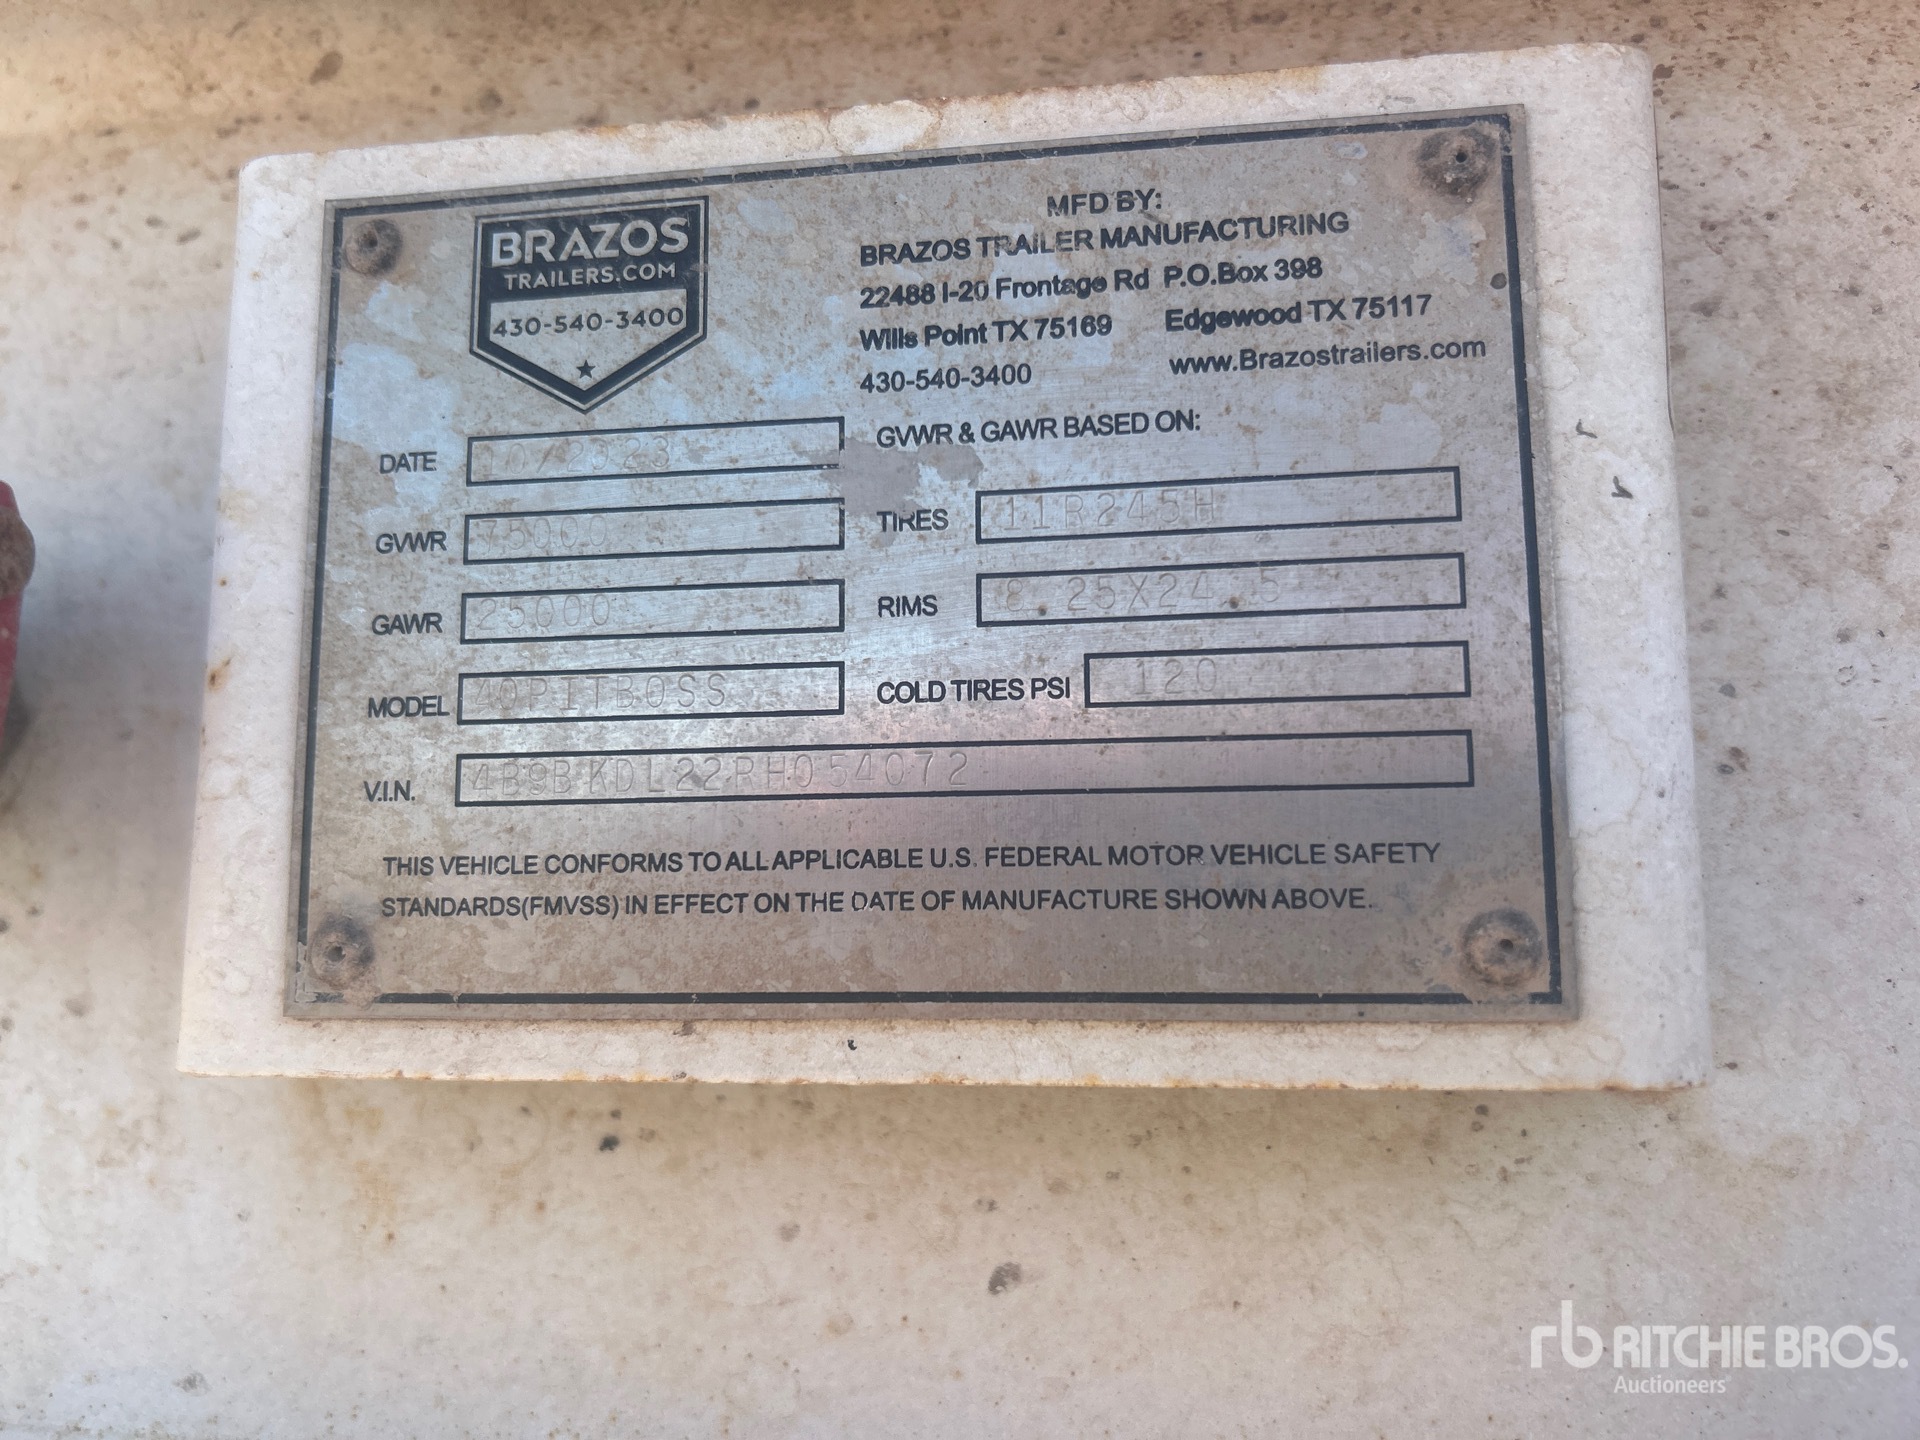 BRAZOS
TRAILERS.COM
430-540-3400
MFD BY:
BRAZOS TRAILER MANUFACTURING
22488 I-20 Frontage Rd P.O.Box 398
Wills Point TX 75169 Edgewood TX 75117
430-540-3400 www.Brazostrailers.com
GVWR & GAWR BASED ON:
DATE 10/2023
GVWR 75000
GAWR 25000
MODEL 40PITBOSS
TIRES 11R245H
RIMS 8.25X24.5
COLD TIRES PSI 120
V.I.N. 4B9BKDL22RH054072
THIS VEHICLE CONFORMS TO ALL APPLICABLE U.S. FEDERAL MOTOR VEHICLE SAFETY
STANDARDS(FMVSS) IN EFFECT ON THE DATE OF MANUFACTURE SHOWN ABOVE.
rb RITCHIE BROS.
Auctioneers